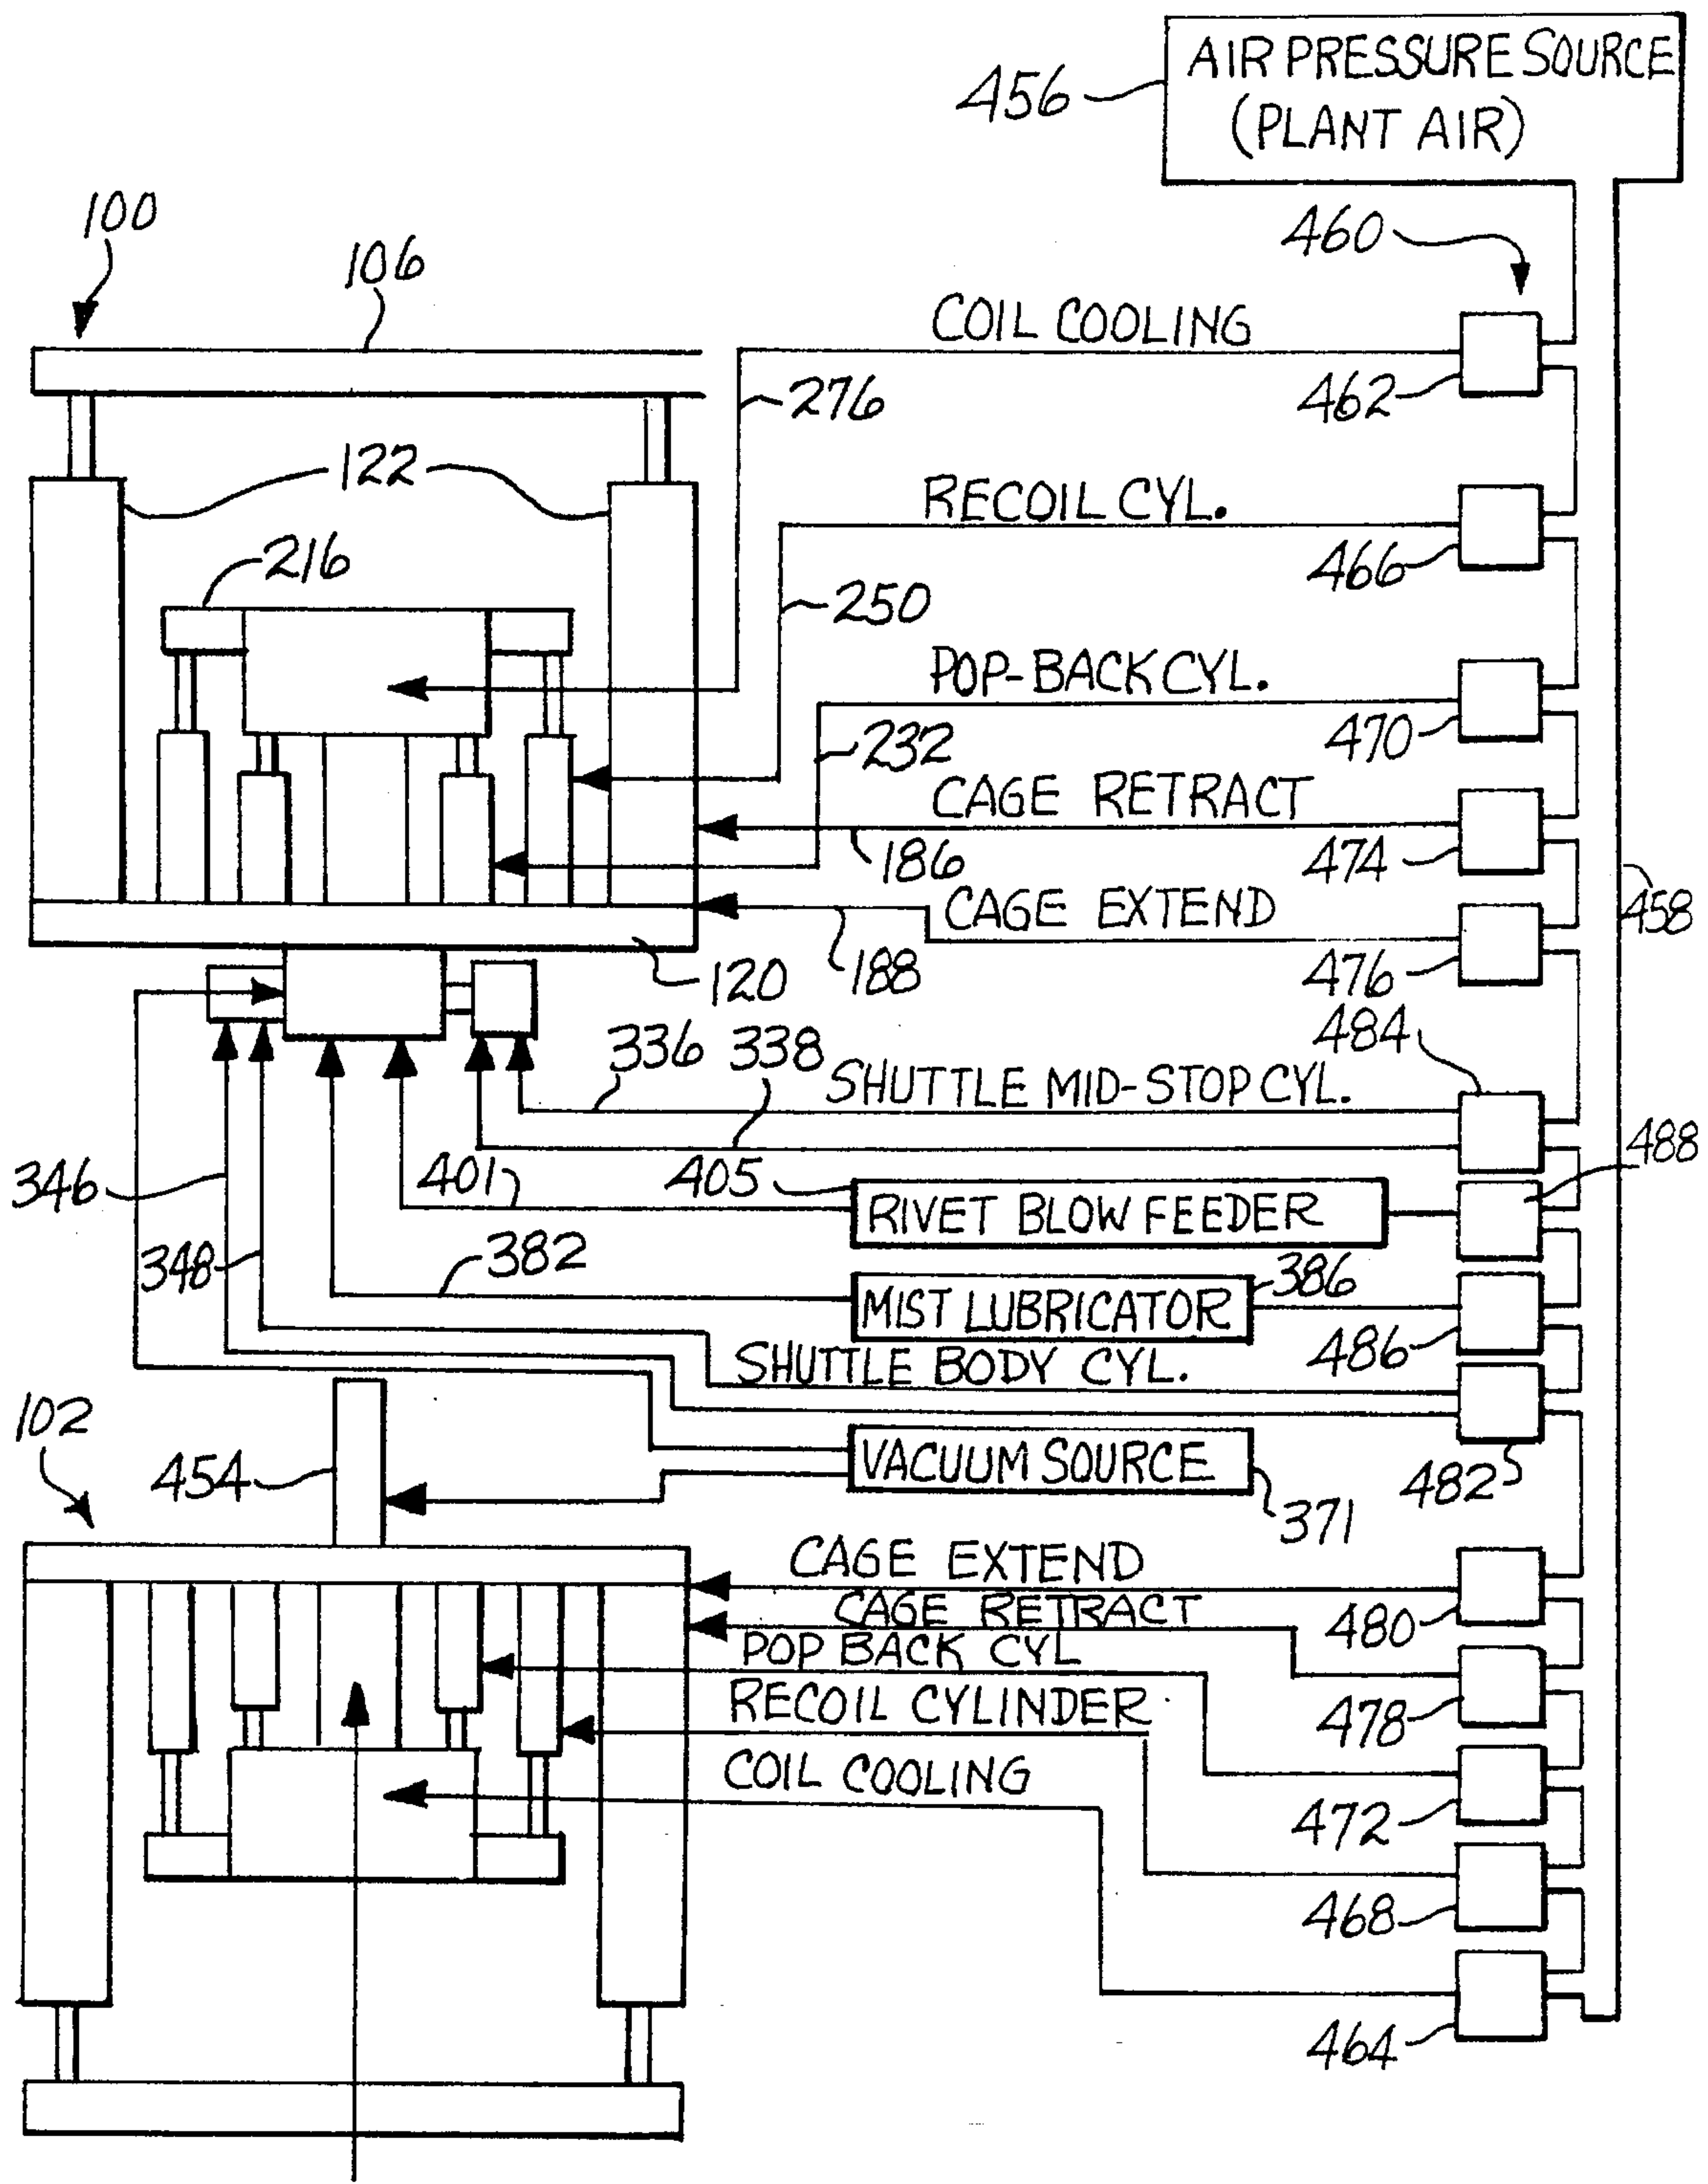 AIR PRESSURE SOURCE
(PLANT AIR)
456
100
106
460
COIL COOLING
276
462
122
RECOIL CYL.
216
466
250
POP-BACK CYL.
232
470
CAGE RETRACT
186
474
CAGE EXTEND
458
120
188
476
336
338
484
SHUTTLE MID-STOP CYL.
488
346
401
405
RIVET BLOW FEEDER
348
382
386
MIST LUBRICATOR
486
SHUTTLE BODY CYL.
102
454
VACUUM SOURCE
482
371
CAGE EXTEND
480
CAGE RETRACT
POP BACK CYL
478
RECOIL CYLINDER
COIL COOLING
472
468
464